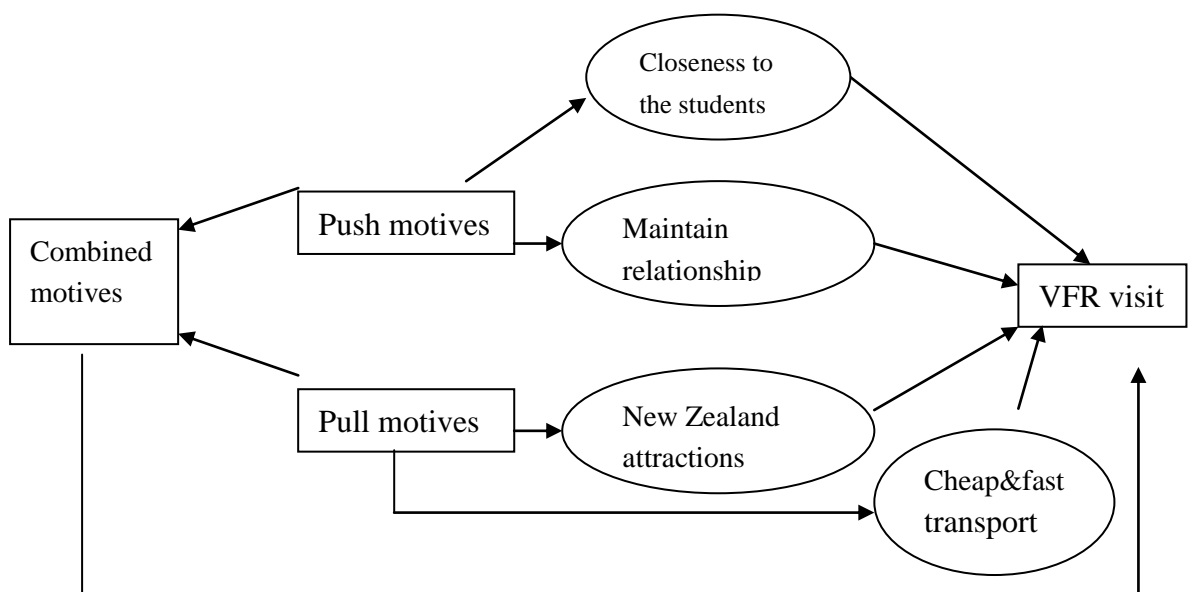 Closeness to
the students
Push motives
Maintain
relationship
Combined
motives
VFR visit
Pull motives
New Zealand
attractions
Cheap&fast
transport